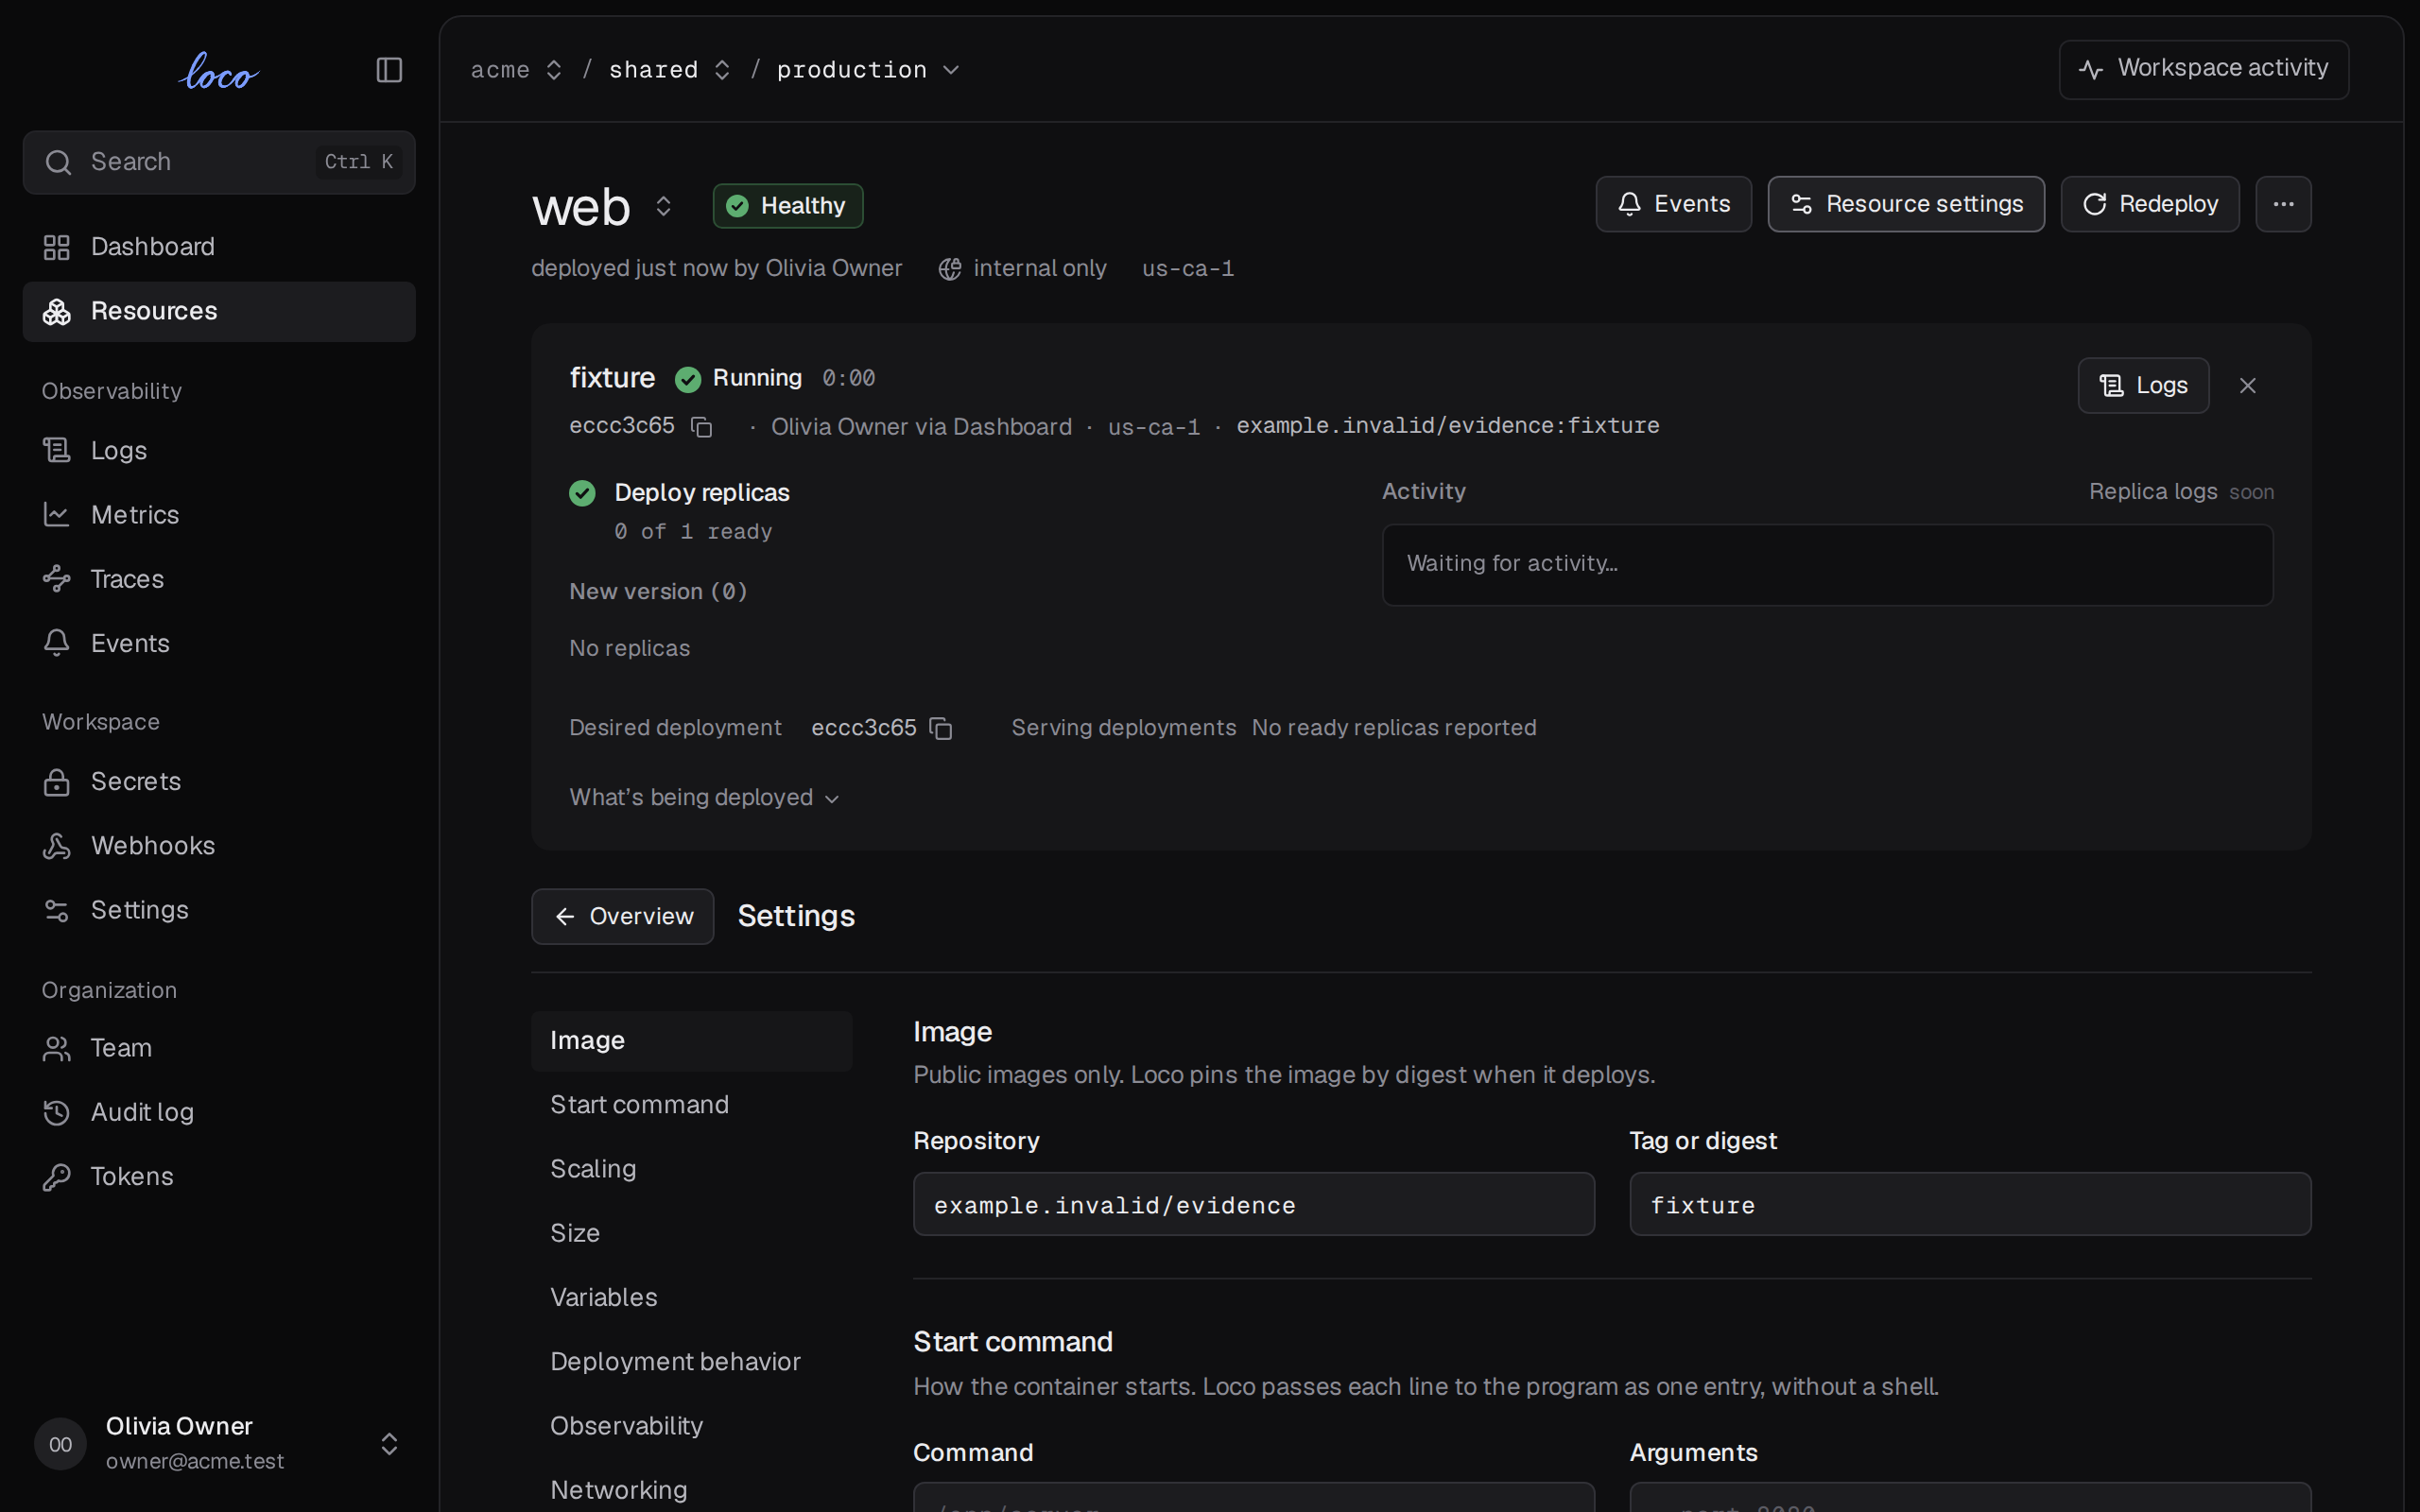 loco
Search Ctrl K
Dashboard
Resources
Observability
Logs
Metrics
Traces
Events
Workspace
Secrets
Webhooks
Settings
Organization
Team
Audit log
Tokens
OO
Olivia Owner
owner@acme.test
acme / shared / production
Workspace activity
web Healthy
Events
Resource settings
Redeploy
deployed just now by Olivia Owner internal only us-ca-1
fixture Running 0:00
Logs
eccc3c65 · Olivia Owner via Dashboard · us-ca-1 · example.invalid/evidence:fixture
Deploy replicas
0 of 1 ready
New version (0)
No replicas
Activity
Replica logs soon
Waiting for activity…
Desired deployment eccc3c65 Serving deployments No ready replicas reported
What's being deployed
Overview
Settings
Image
Start command
Scaling
Size
Variables
Deployment behavior
Observability
Networking
Image
Public images only. Loco pins the image by digest when it deploys.
Repository
Tag or digest
example.invalid/evidence
fixture
Start command
How the container starts. Loco passes each line to the program as one entry, without a shell.
Command
Arguments